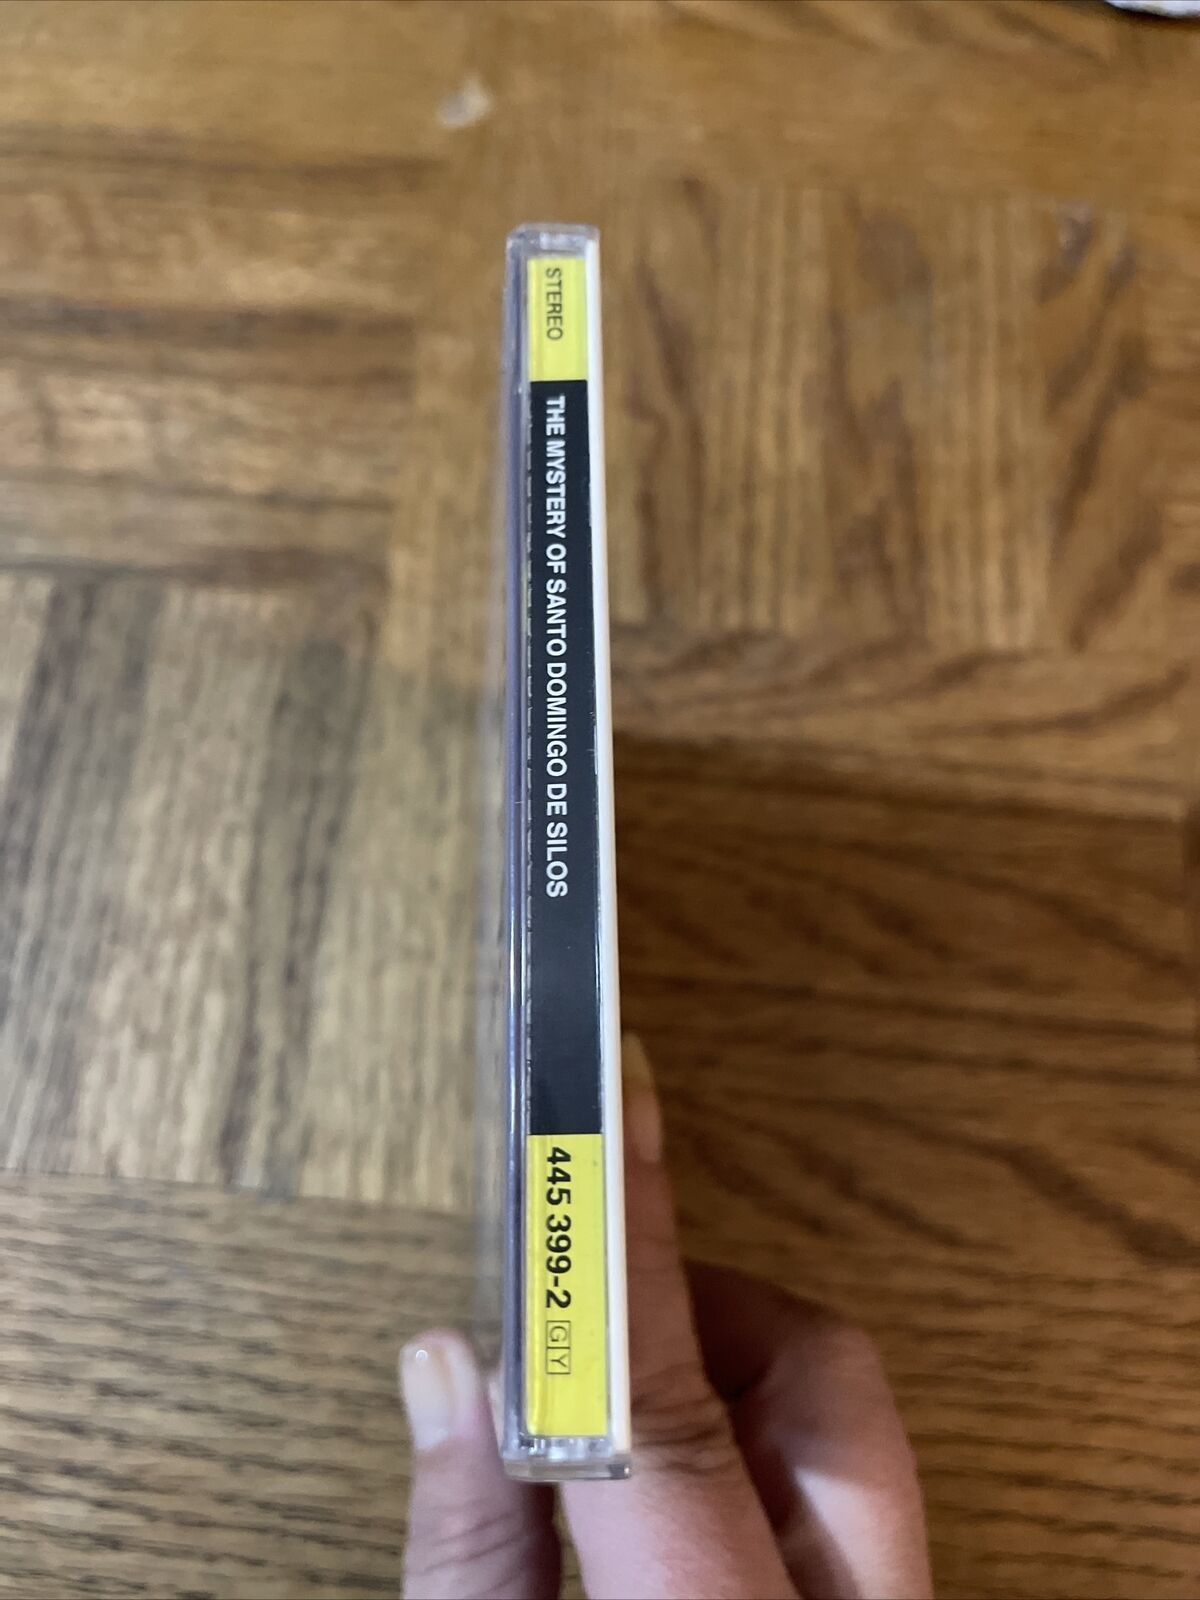 STEREO
THE MYSTERY OF SANTO DOMINGO DE SILOS
445 399-2 GY